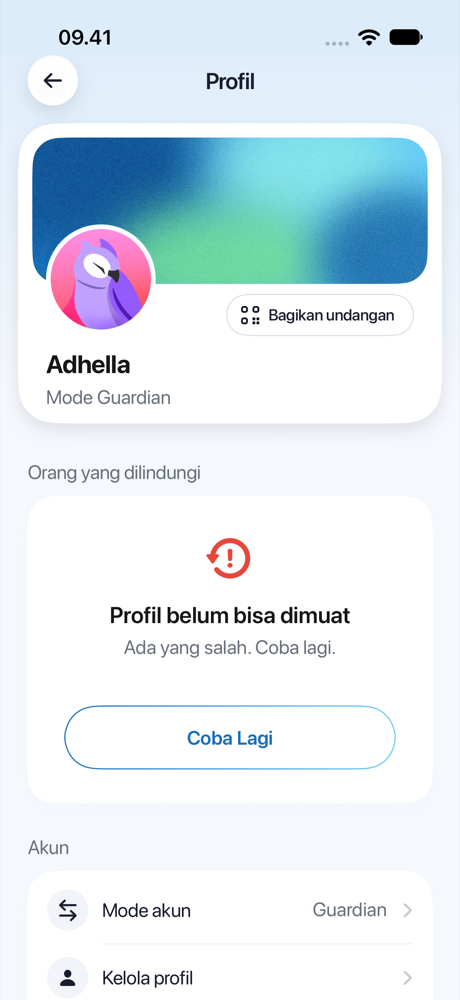 09.41
Profil
Bagikan undangan
Adhella
Mode Guardian
Orang yang dilindungi
Profil belum bisa dimuat
Ada yang salah. Coba lagi.
Coba Lagi
Akun
Mode akun Guardian
Kelola profil